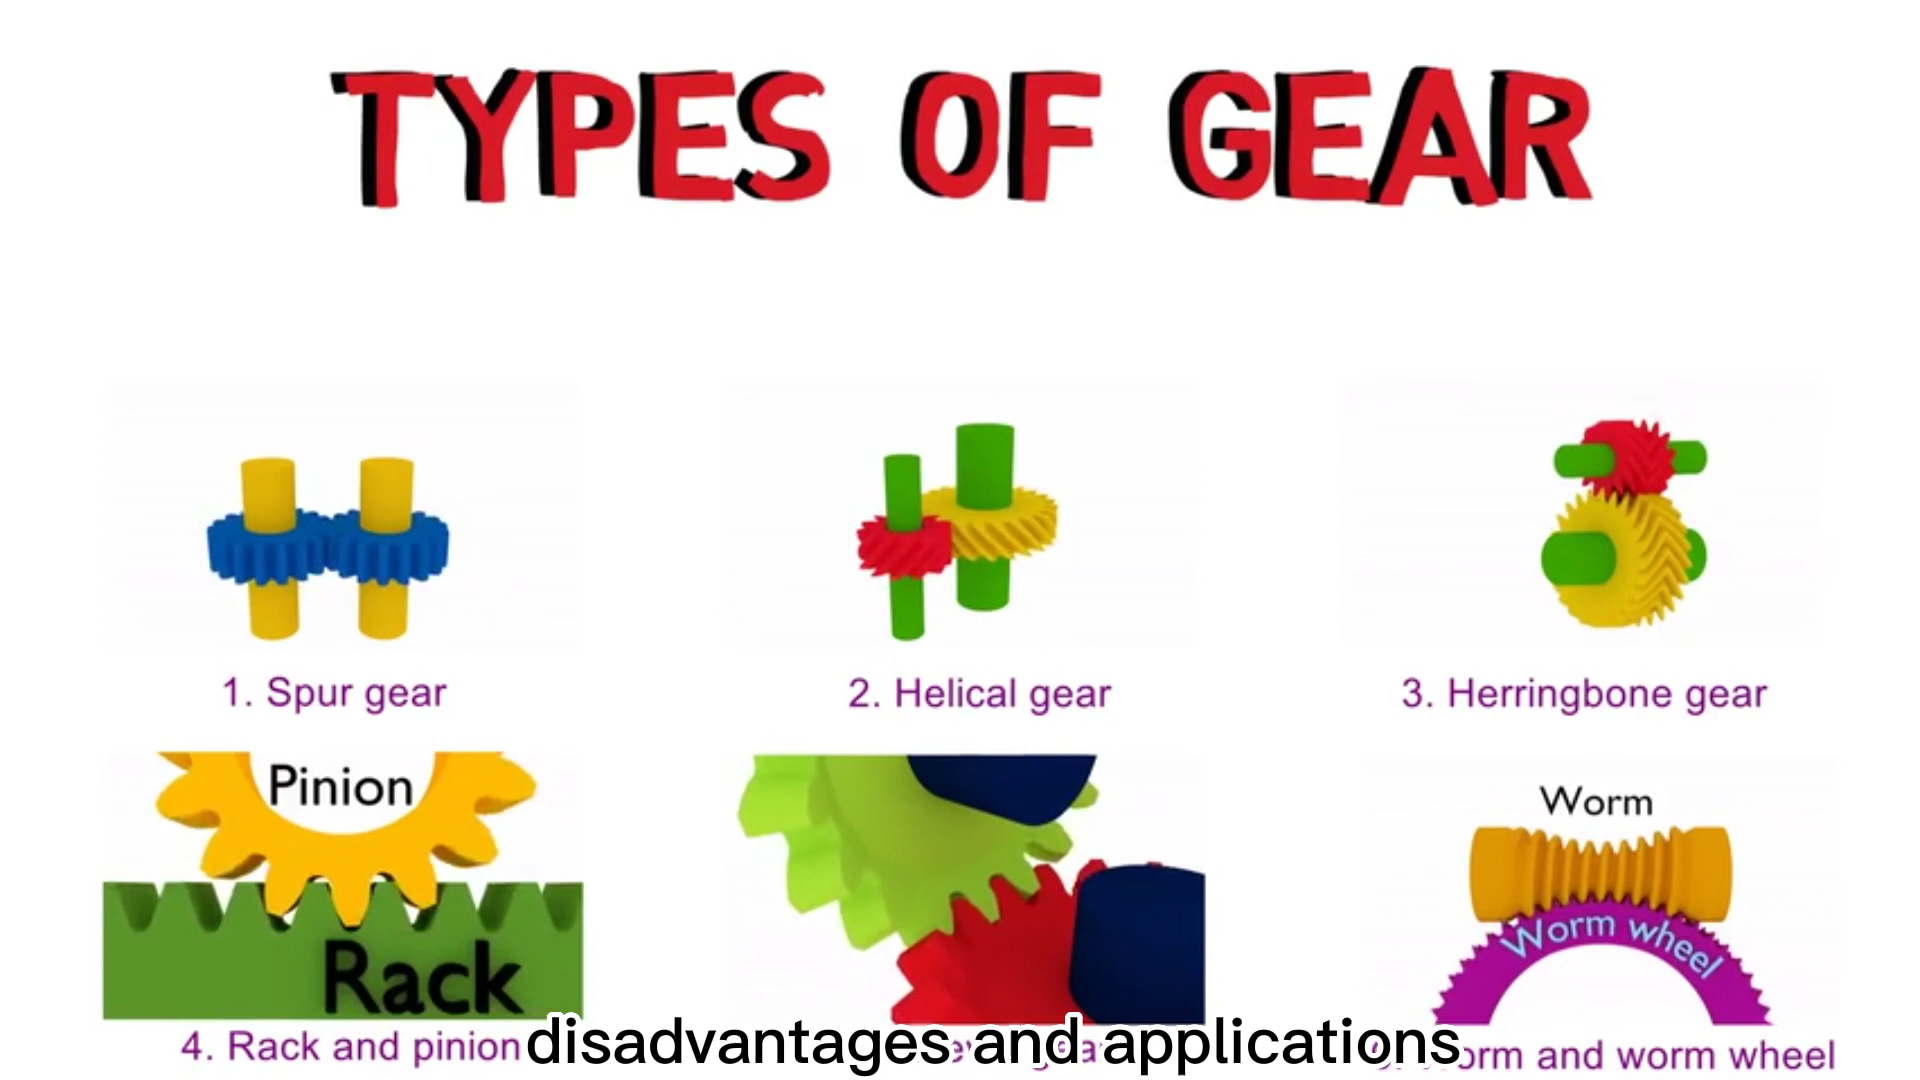 TYPES OF GEAR
1. Spur gear
2. Helical gear
3. Herringbone gear
Pinion
Rack
Worm
Worm wheel
4. Rack and pinion
disadvantages and applications
orm and worm wheel